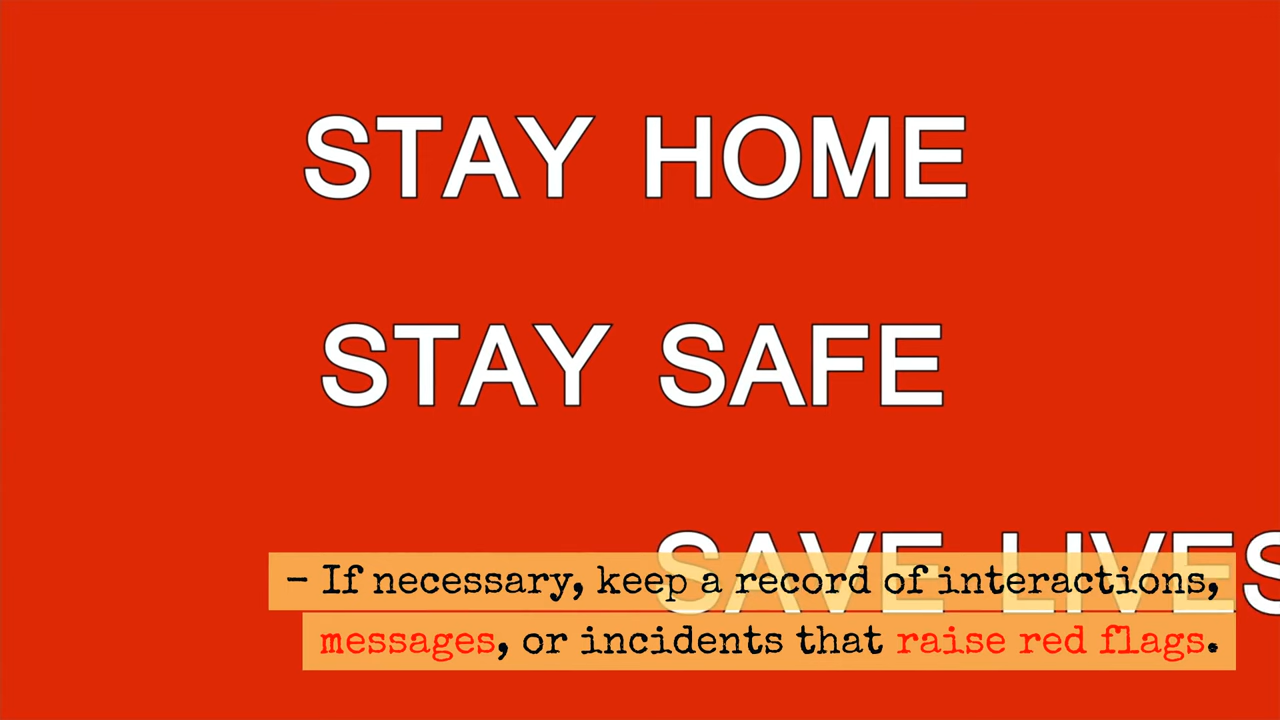 STAY HOME
STAY SAFE
SAVE LIVES
- If necessary, keep a record of interactions,
messages, or incidents that raise red flags.